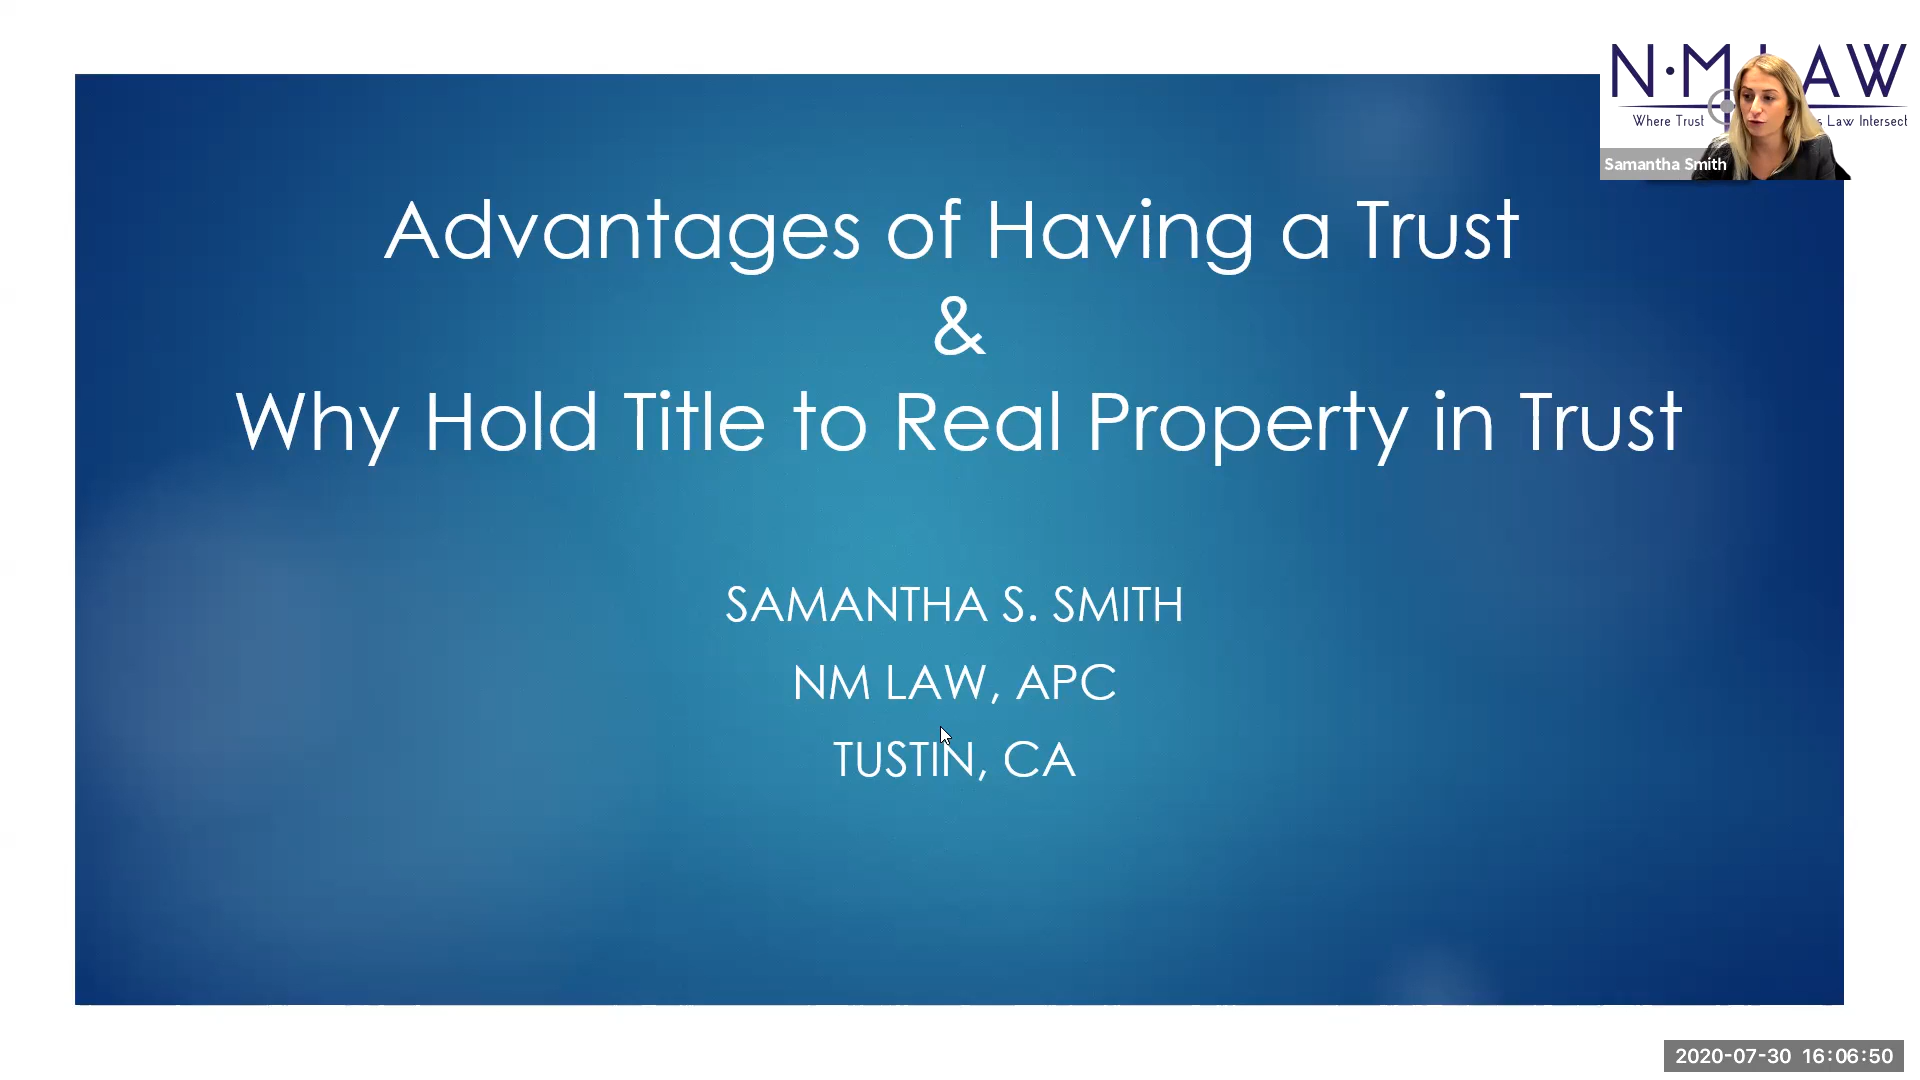 N·M LAW
Where Trust
s Law Intersect
Samantha Smith
Advantages of Having a Trust
&
Why Hold Title to Real Property in Trust
SAMANTHA S. SMITH
NM LAW, APC
TUSTIN, CA
2020-07-30 16:06:50